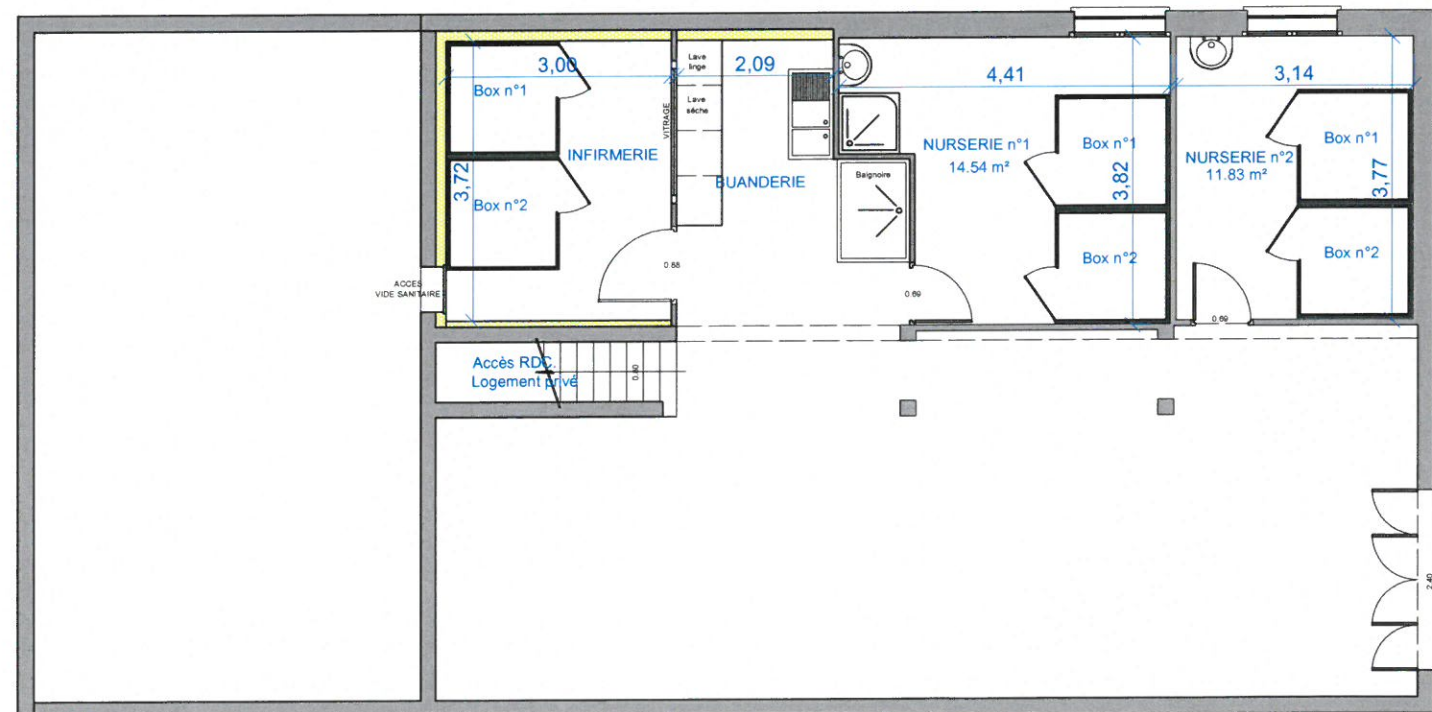 3,00
2,09
4,41
3,14
Lave
linge
Lave
sèche
VITRAGE
Box n°1
INFIRMERIE
3,72
Box n°2
BUANDERIE
Baignoire
NURSERIE n°1
14.54 m²
Box n°1
3,82
Box n°2
NURSERIE n°2
11.83 m²
Box n°1
3,77
Box n°2
ACCES
VIDE SANITAIRE
0.88
0.69
0.69
Accès RDC.
Logement privé
0.80
2.40